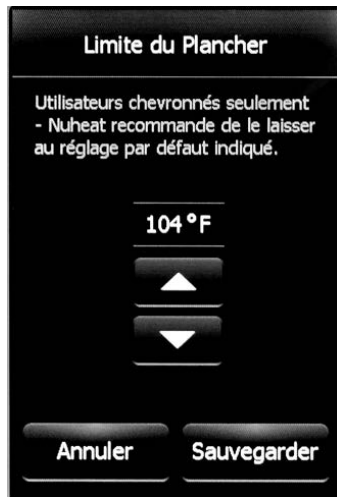 Limite du Plancher
Utilisateurs chevronnés seulement
- Nuheat recommande de le laisser
au réglage par défaut indiqué.
104°F
Annuler
Sauvegarder